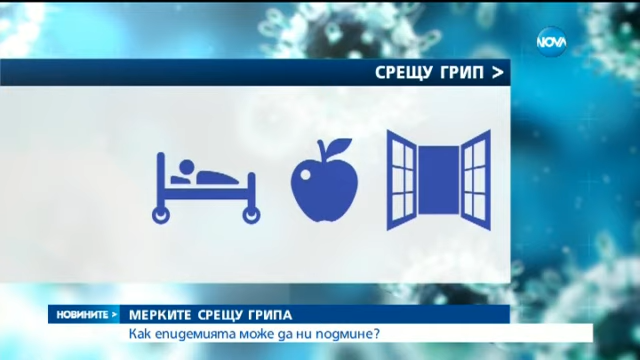 NOVA
СРЕЩУ ГРИП >
НОВИНИТЕ >
МЕРКИТЕ СРЕЩУ ГРИПА
Как епидемията може да ни подмине?